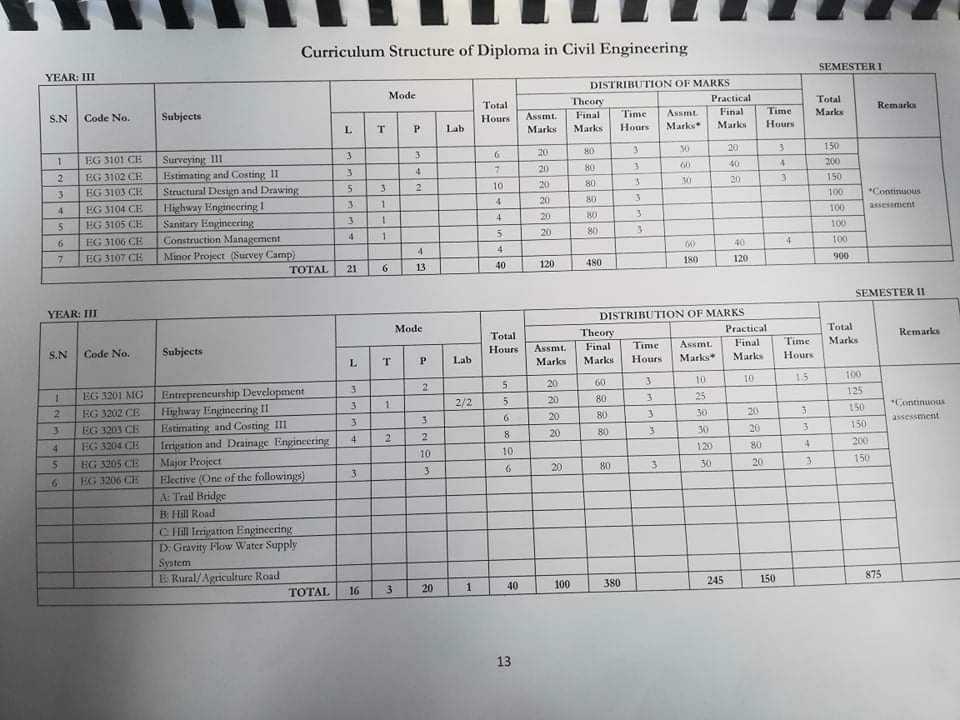 Curriculum Structure of Diploma in Civil Engineering
YEAR: III SEMESTER I
S.N Code No. Subjects Mode Total Hours DISTRIBUTION OF MARKS Total Marks Remarks
Theory Practical
L T P Lab Assmt. Marks Final Marks Time Hours Assmt. Marks* Final Marks Time Hours
1 EG 3101 CE Surveying III 3 3 6 20 80 3 30 20 3 150
2 EG 3102 CE Estimating and Costing II 3 4 7 20 80 3 60 40 4 200
3 EG 3103 CE Structural Design and Drawing 5 3 2 10 20 80 3 30 20 3 150
4 EG 3104 CE Highway Engineering I 3 1 4 20 80 3 100
5 EG 3105 CE Sanitary Engineering 3 1 4 20 80 3 100
6 EG 3106 CE Construction Management 4 1 5 20 80 3 100
7 EG 3107 CE Minor Project (Survey Camp) 4 4 60 40 4 100
*Continuous
assessment
TOTAL 21 6 13 40 120 480 180 120 900
YEAR: III SEMESTER II
S.N Code No. Subjects Mode Total Hours DISTRIBUTION OF MARKS Total Marks Remarks
Theory Practical
L T P Lab Assmt. Marks Final Marks Time Hours Assmt. Marks* Final Marks Time Hours
1 EG 3201 MG Entrepreneurship Development 3 2 5 20 60 3 10 10 1.5 100
2 EG 3202 CE Highway Engineering II 3 1 2/2 5 20 80 3 25 125
3 EG 3203 CE Estimating and Costing III 3 3 6 20 80 3 30 20 3 150
4 EG 3204 CE Irrigation and Drainage Engineering 4 2 2 8 20 80 3 30 20 3 150
5 EG 3205 CE Major Project 10 10 120 80 4 200
6 EG 3206 CE Elective (One of the followings) 3 3 6 20 80 3 30 20 3 150
*Continuous
assessment
A: Trail Bridge
B: Hill Road
C: Hill Irrigation Engineering
D: Gravity Flow Water Supply
System
E: Rural/Agriculture Road
TOTAL 16 3 20 1 40 100 380 245 150 875
13